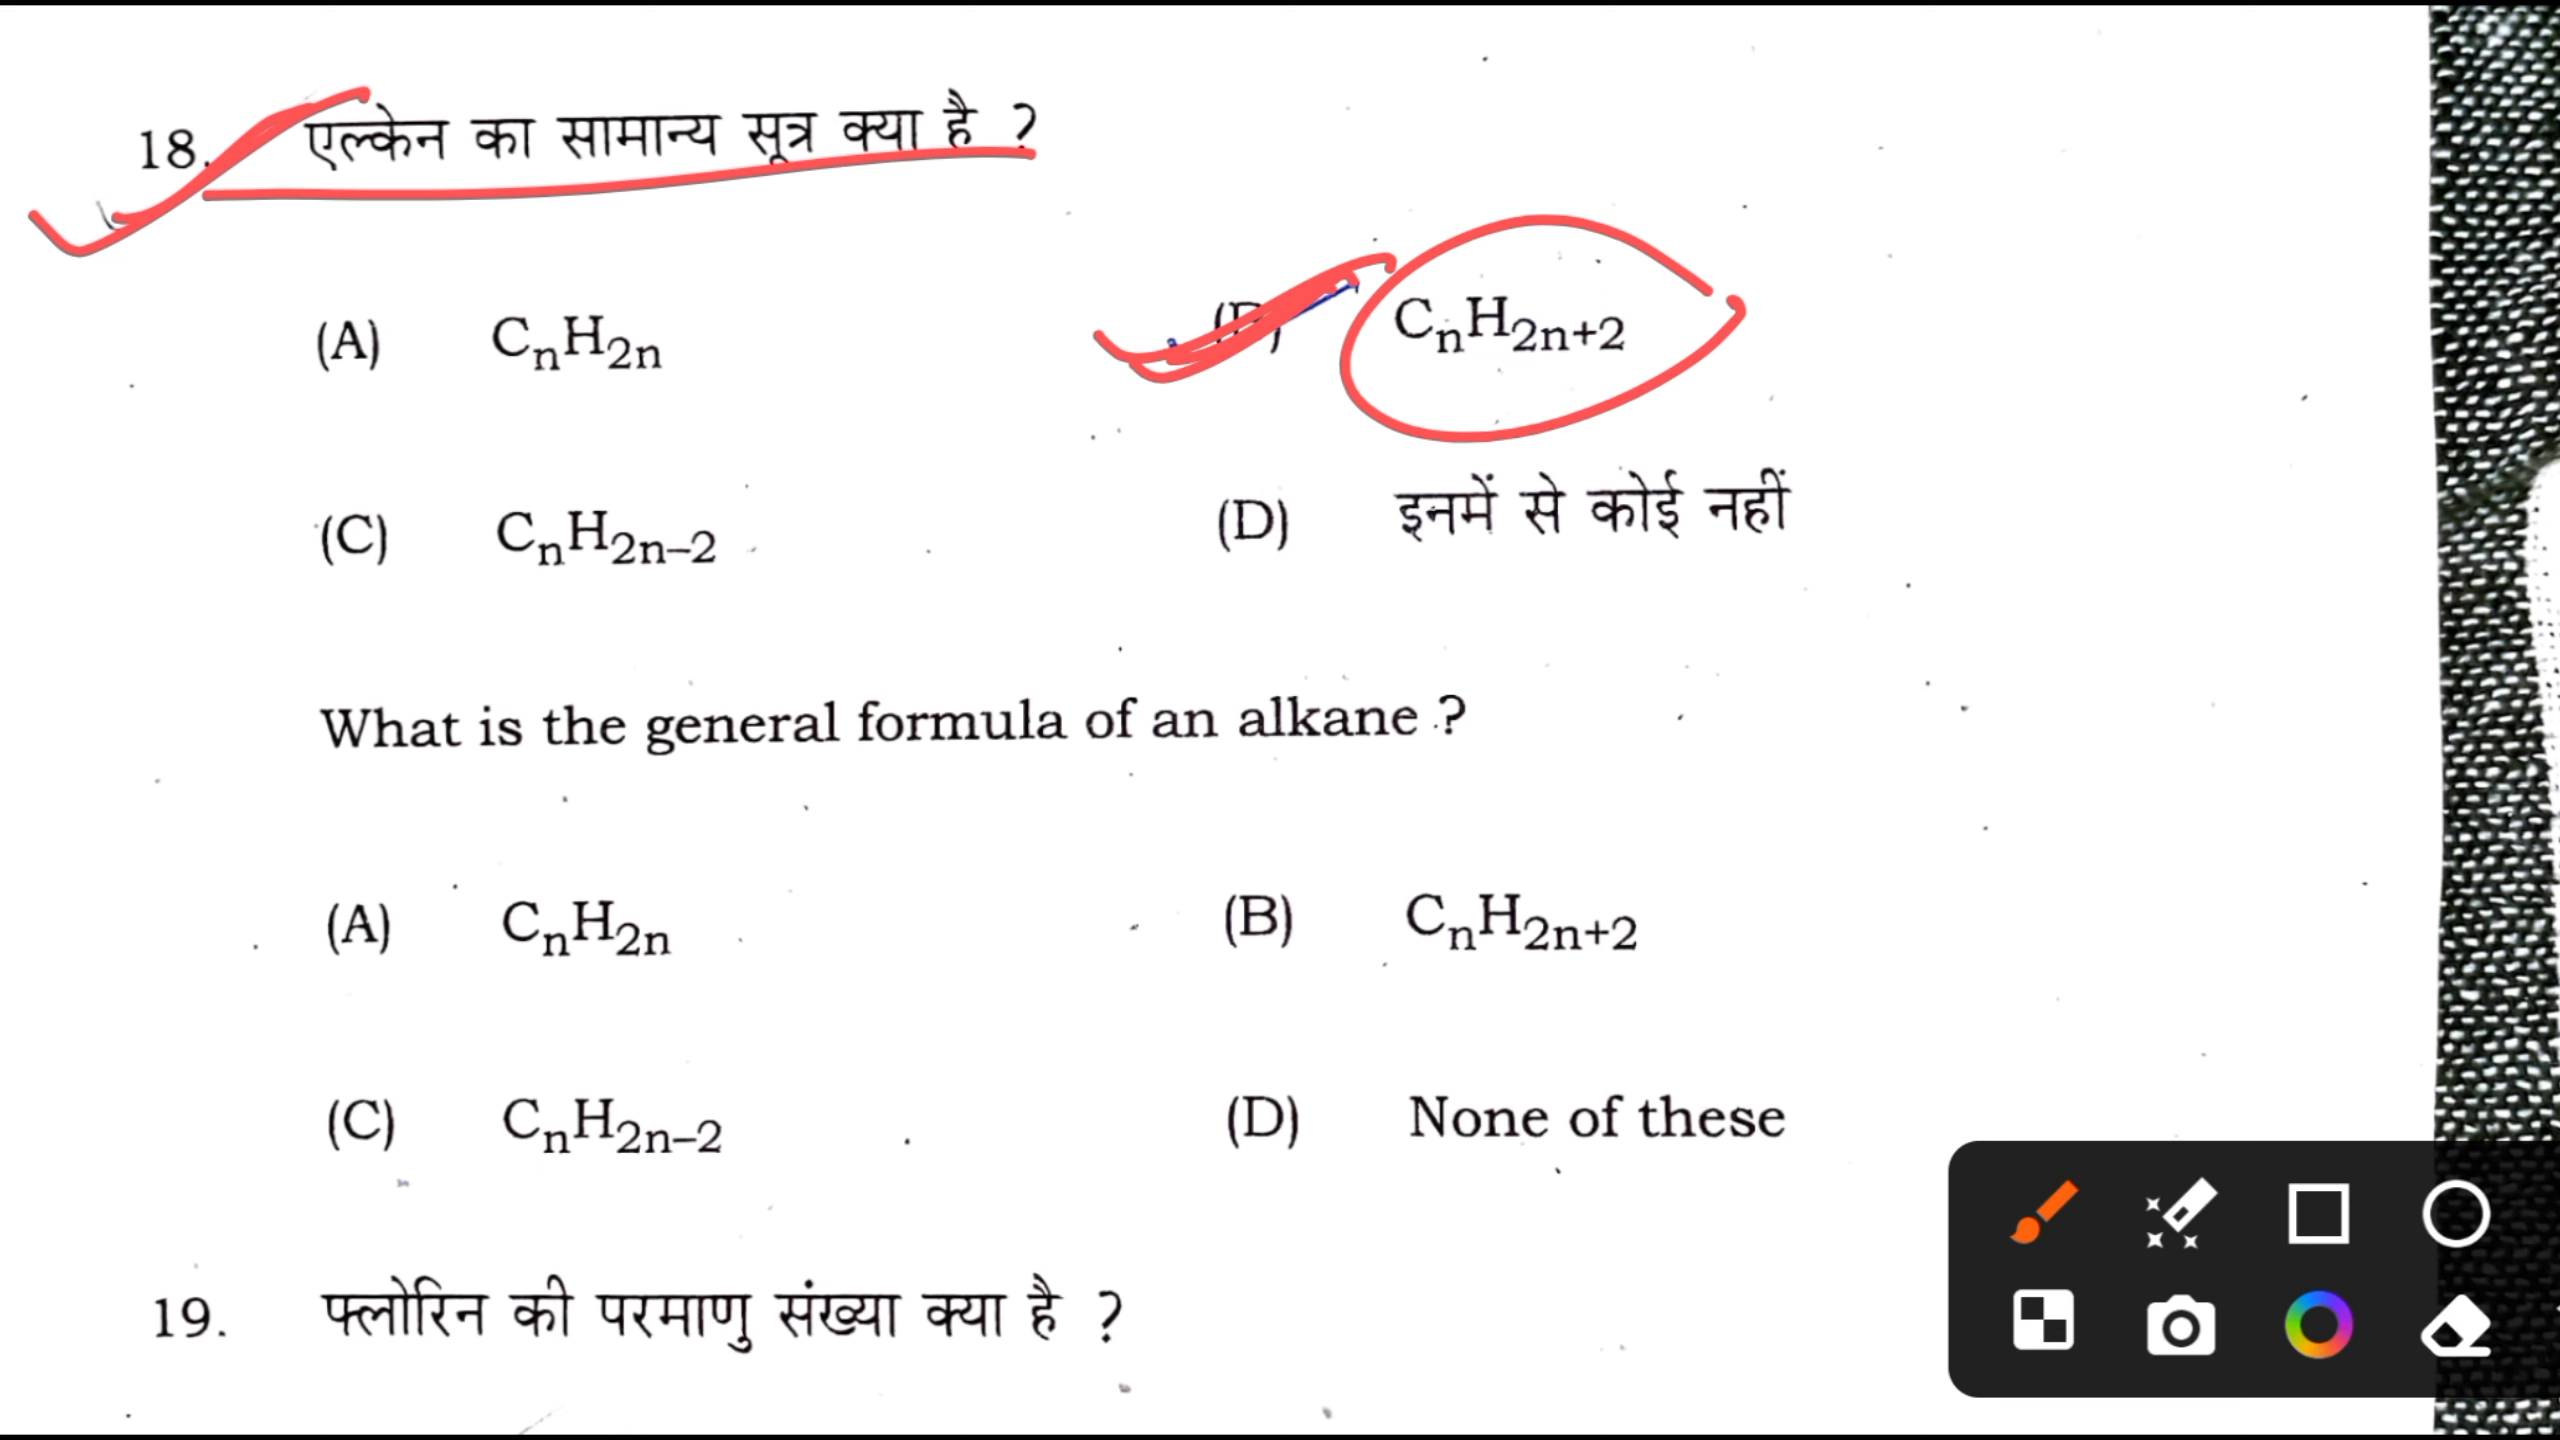 18. एल्केन का सामान्य सूत्र क्या है ?
(A) CnH2n CnH2n+2
(C) CnH2n–2 (D) इनमें से कोई नहीं
What is the general formula of an alkane ?
(A) CnH2n (B) CnH2n+2
(C) CnH2n–2 (D) None of these
19. फ्लोरिन की परमाणु संख्या क्या है ?